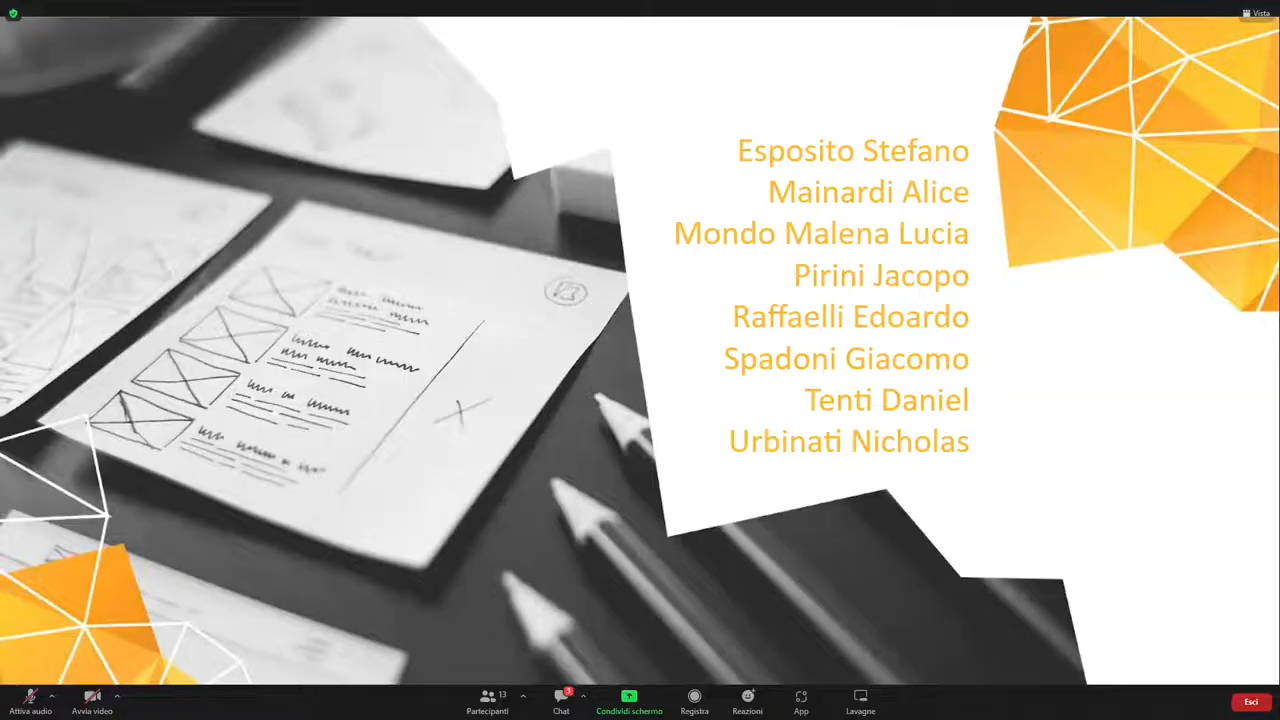 Vista
Esposito Stefano
Mainardi Alice
Mondo Malena Lucia
Pirini Jacopo
Raffaelli Edoardo
Spadoni Giacomo
Tenti Daniel
Urbinati Nicholas
Attiva audio
Avvia video
13
Partecipanti
3
Chat
Condividi schermo
Registra
Reazioni
App
Lavagne
Esci